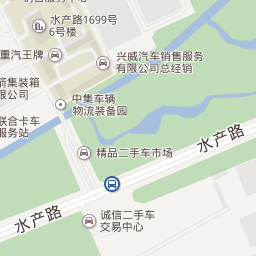 水产路1699号
6号楼
重汽王牌
兴威汽车销售服务
有限公司总经销
箭集装箱
有限公司
中集车辆
物流装备园
联合卡车
服务站
精品二手车市场
水产路
水产路
诚信二手车
交易中心